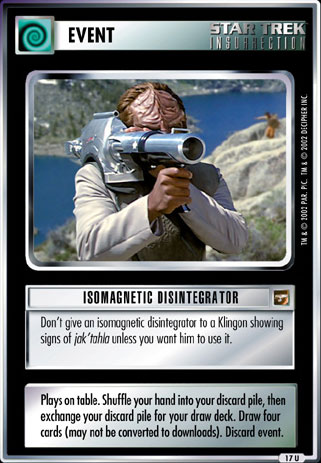 EVENT
STAR TREK
INSURRECTION
TM & © 2002 PAR. P.C. TM & © 2002 DECIPHER INC.
ISOMAGNETIC DISINTEGRATOR
Don't give an isomagnetic disintegrator to a Klingon showing
signs of jak'tahla unless you want him to use it.
Plays on table. Shuffle your hand into your discard pile, then
exchange your discard pile for your draw deck. Draw four
cards (may not be converted to downloads). Discard event.
17 U